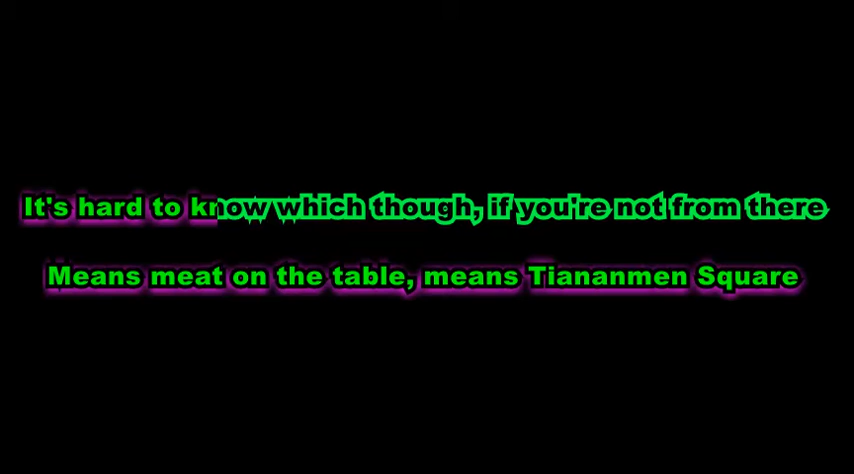 It's hard to know which though, if you're not from there
Means meat on the table, means Tiananmen Square